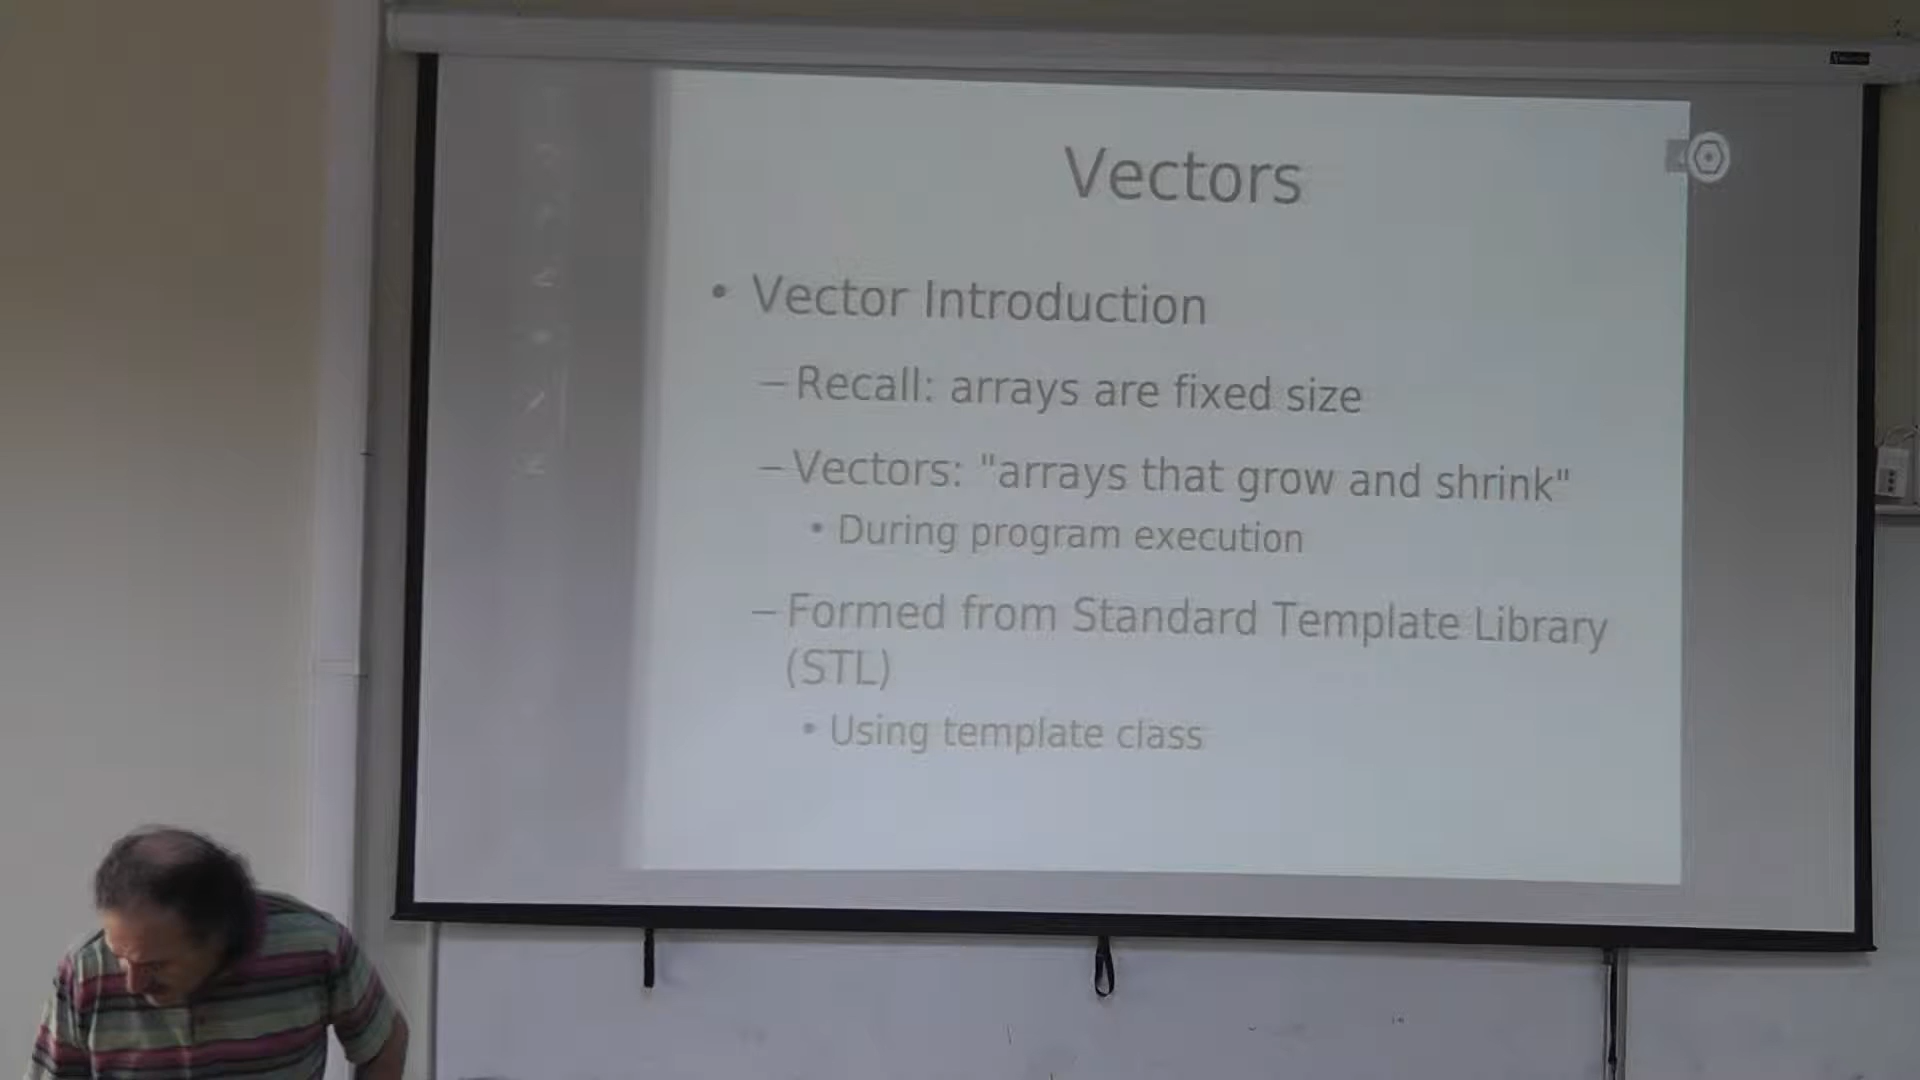 Vectors
• Vector Introduction
– Recall: arrays are fixed size
– Vectors: "arrays that grow and shrink"
• During program execution
– Formed from Standard Template Library
(STL)
• Using template class